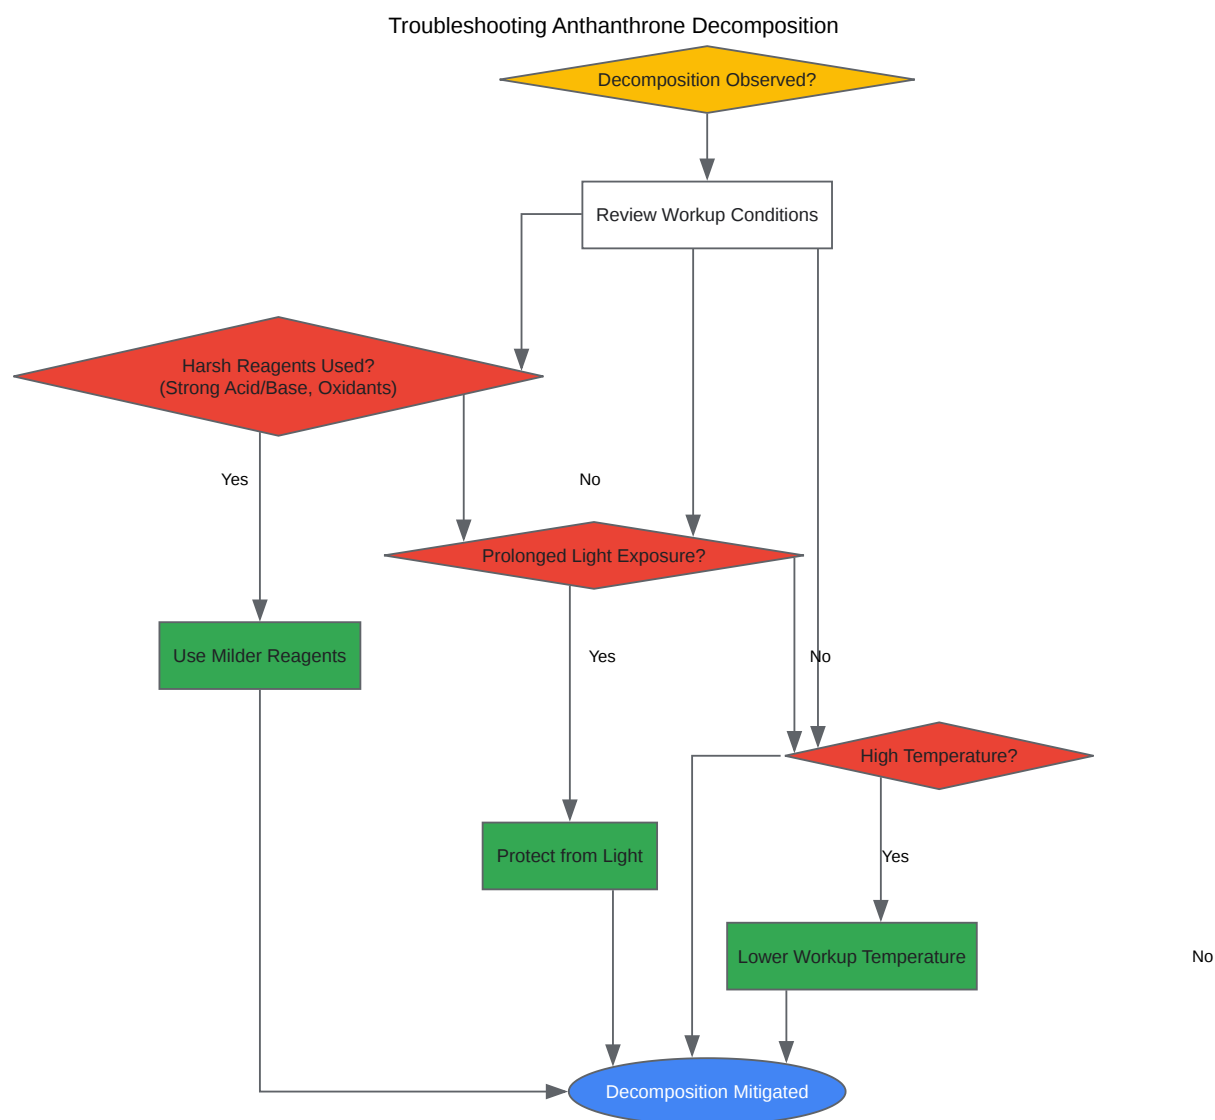 Troubleshooting Anthanthrone Decomposition
Decomposition Observed?
Review Workup Conditions
Harsh Reagents Used?
(Strong Acid/Base, Oxidants)
Yes
No
Prolonged Light Exposure?
Use Milder Reagents
Yes
No
High Temperature?
Protect from Light
Yes
Lower Workup Temperature
No
Decomposition Mitigated